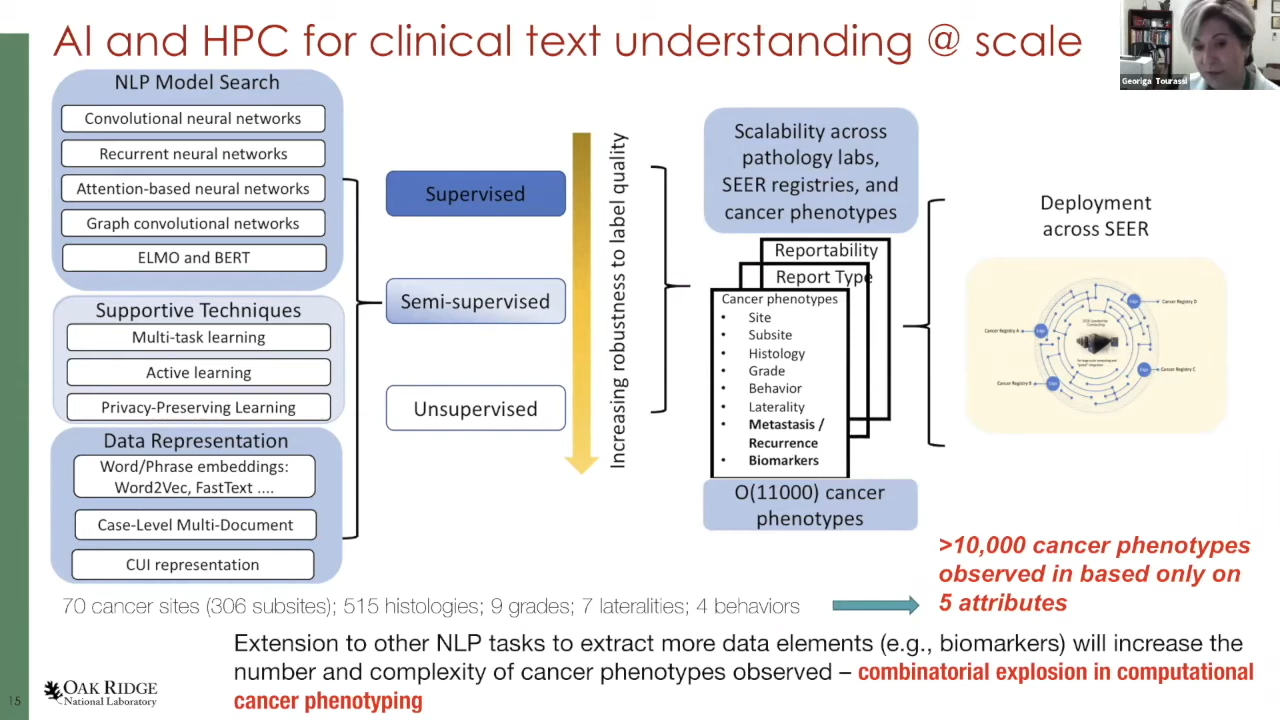 AI and HPC for clinical text understanding @ scale
Georiga Tourassi
NLP Model Search
Convolutional neural networks
Recurrent neural networks
Attention-based neural networks
Graph convolutional networks
ELMO and BERT
Supportive Techniques
Multi-task learning
Active learning
Privacy-Preserving Learning
Data Representation
Word/Phrase embeddings:
Word2Vec, FastText ....
Case-Level Multi-Document
CUI representation
Supervised
Semi-supervised
Unsupervised
Increasing robustness to label quality
Scalability across
pathology labs,
SEER registries, and
cancer phenotypes
Reportability
Report Type
Cancer phenotypes
• Site
• Subsite
• Histology
• Grade
• Behavior
• Laterality
• Metastasis /
Recurrence
• Biomarkers
O(11000) cancer
phenotypes
Deployment
across SEER
Cancer Registry D
Cancer Registry A
Cancer Registry C
Cancer Registry B
Edge
Edge
Edge
Edge
>10,000 cancer phenotypes
observed in based only on
5 attributes
70 cancer sites (306 subsites); 515 histologies; 9 grades; 7 lateralities; 4 behaviors
Extension to other NLP tasks to extract more data elements (e.g., biomarkers) will increase the
number and complexity of cancer phenotypes observed – combinatorial explosion in computational
cancer phenotyping
15
OAK RIDGE
National Laboratory